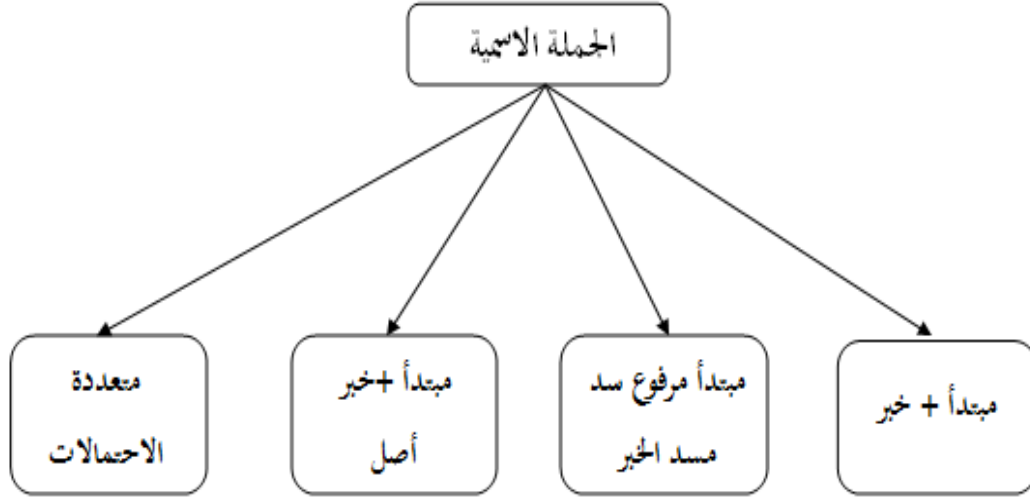 الجملة الاسمية
مبتدأ + خبر
مبتدأ مرفوع سد
مسد الخبر
مبتدأ +خبر
أصل
متعددة
الاحتمالات